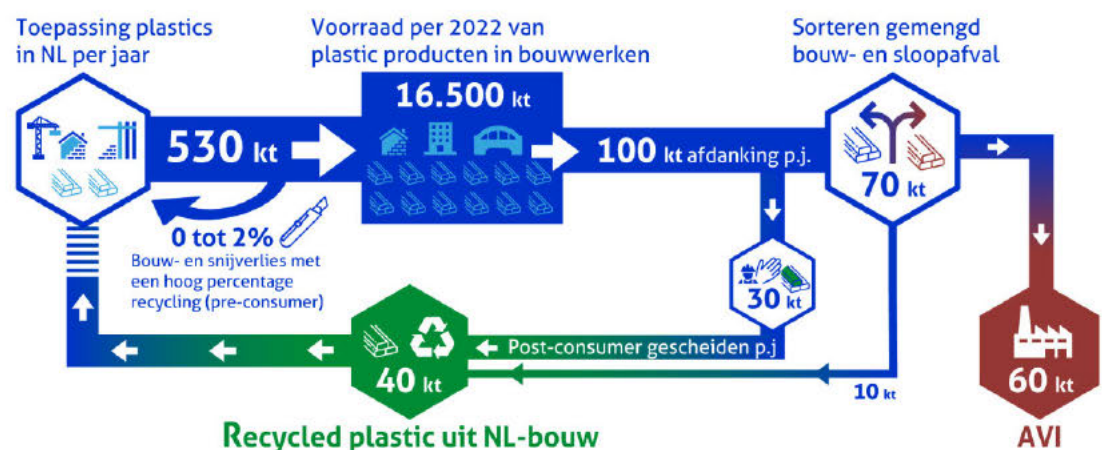 Toepassing plastics
in NL per jaar
Voorraad per 2022 van
plastic producten in bouwwerken
Sorteren gemengd
bouw- en sloopafval
530 kt
16.500 kt
100 kt afdanking p.j.
70 kt
0 tot 2%
Bouw- en snijverlies met
een hoog percentage
recycling (pre-consumer)
30 kt
Post-consumer gescheiden p.j
40 kt
10 kt
60 kt
Recycled plastic uit NL-bouw
AVI